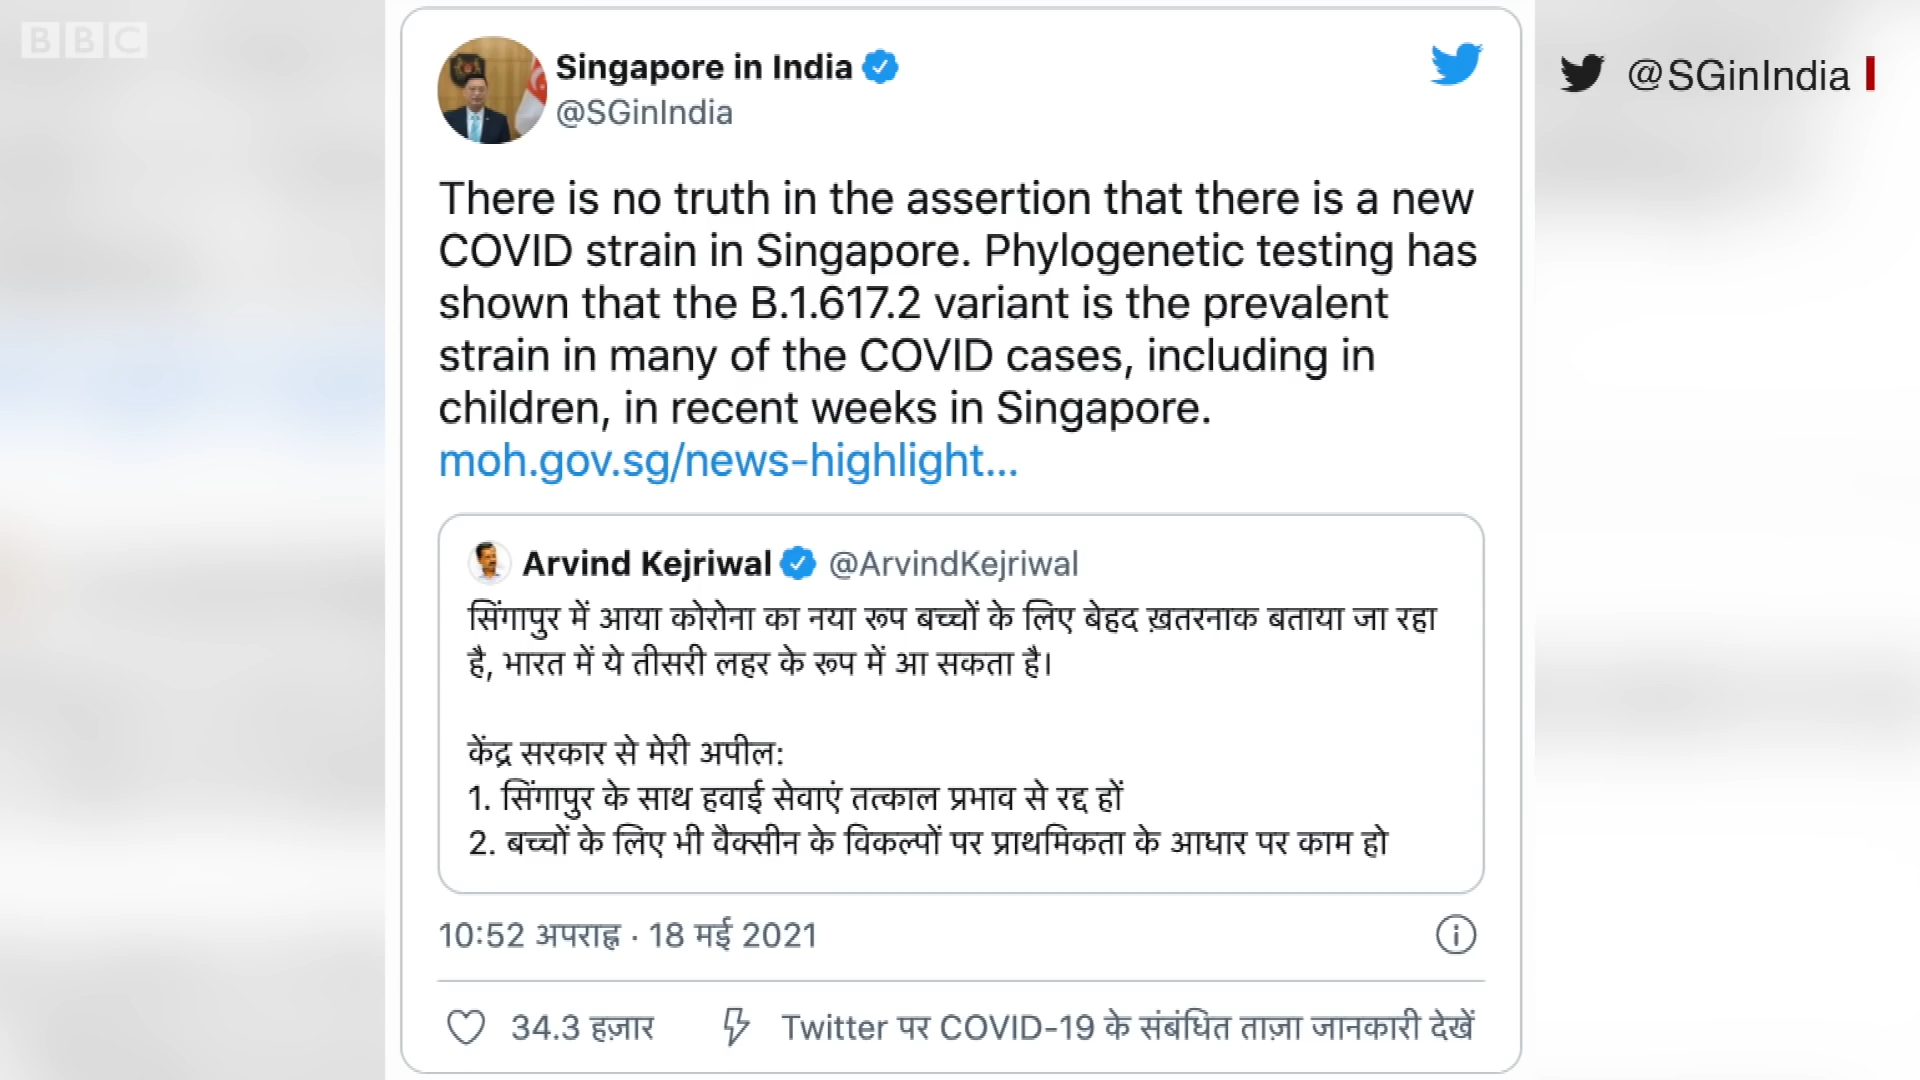 BBC
Singapore in India
@SGinIndia
@SGinIndia
There is no truth in the assertion that there is a new
COVID strain in Singapore. Phylogenetic testing has
shown that the B.1.617.2 variant is the prevalent
strain in many of the COVID cases, including in
children, in recent weeks in Singapore.
moh.gov.sg/news-highlight...
Arvind Kejriwal @ArvindKejriwal
सिंगापुर में आया कोरोना का नया रूप बच्चों के लिए बेहद ख़तरनाक बताया जा रहा
है, भारत में ये तीसरी लहर के रूप में आ सकता है।
केंद्र सरकार से मेरी अपील:
1. सिंगापुर के साथ हवाई सेवाएं तत्काल प्रभाव से रद्द हों
2. बच्चों के लिए भी वैक्सीन के विकल्पों पर प्राथमिकता के आधार पर काम हो
10:52 अपराह्न · 18 मई 2021
34.3 हज़ार Twitter पर COVID-19 के संबंधित ताज़ा जानकारी देखें